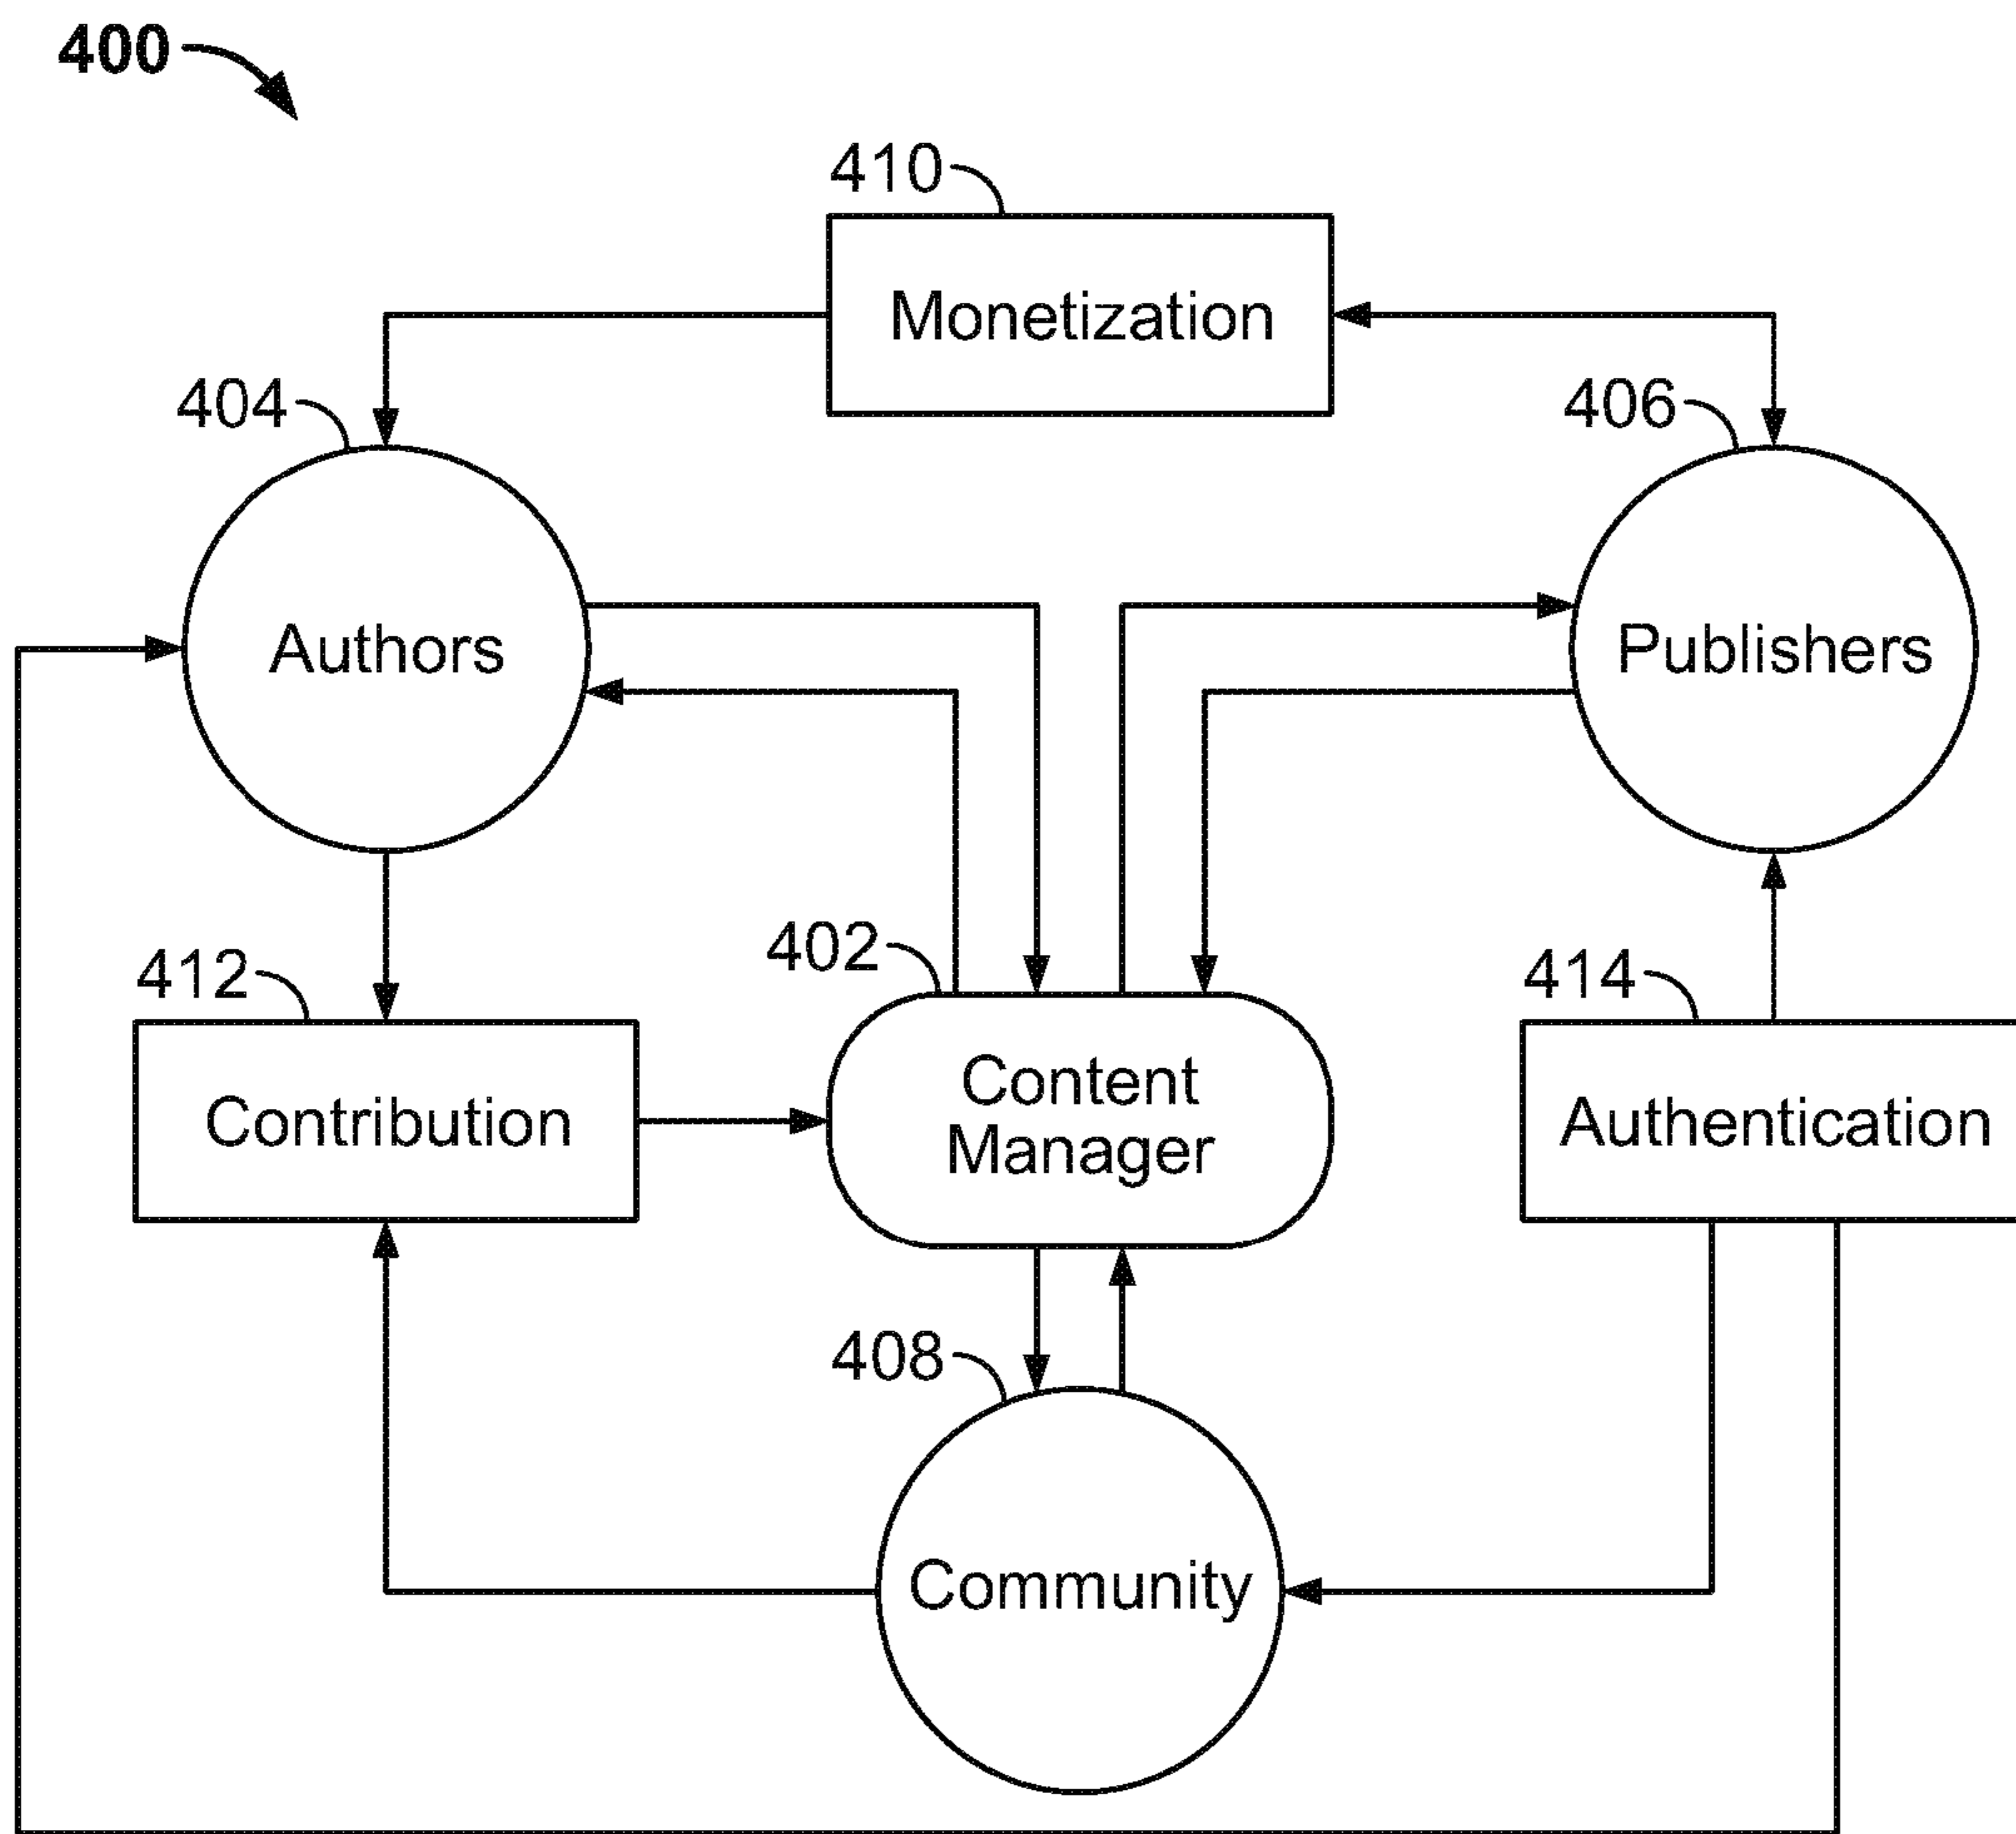 400
410
Monetization
404
406
Authors
Publishers
402
412
414
Content
Manager
Contribution
Authentication
408
Community